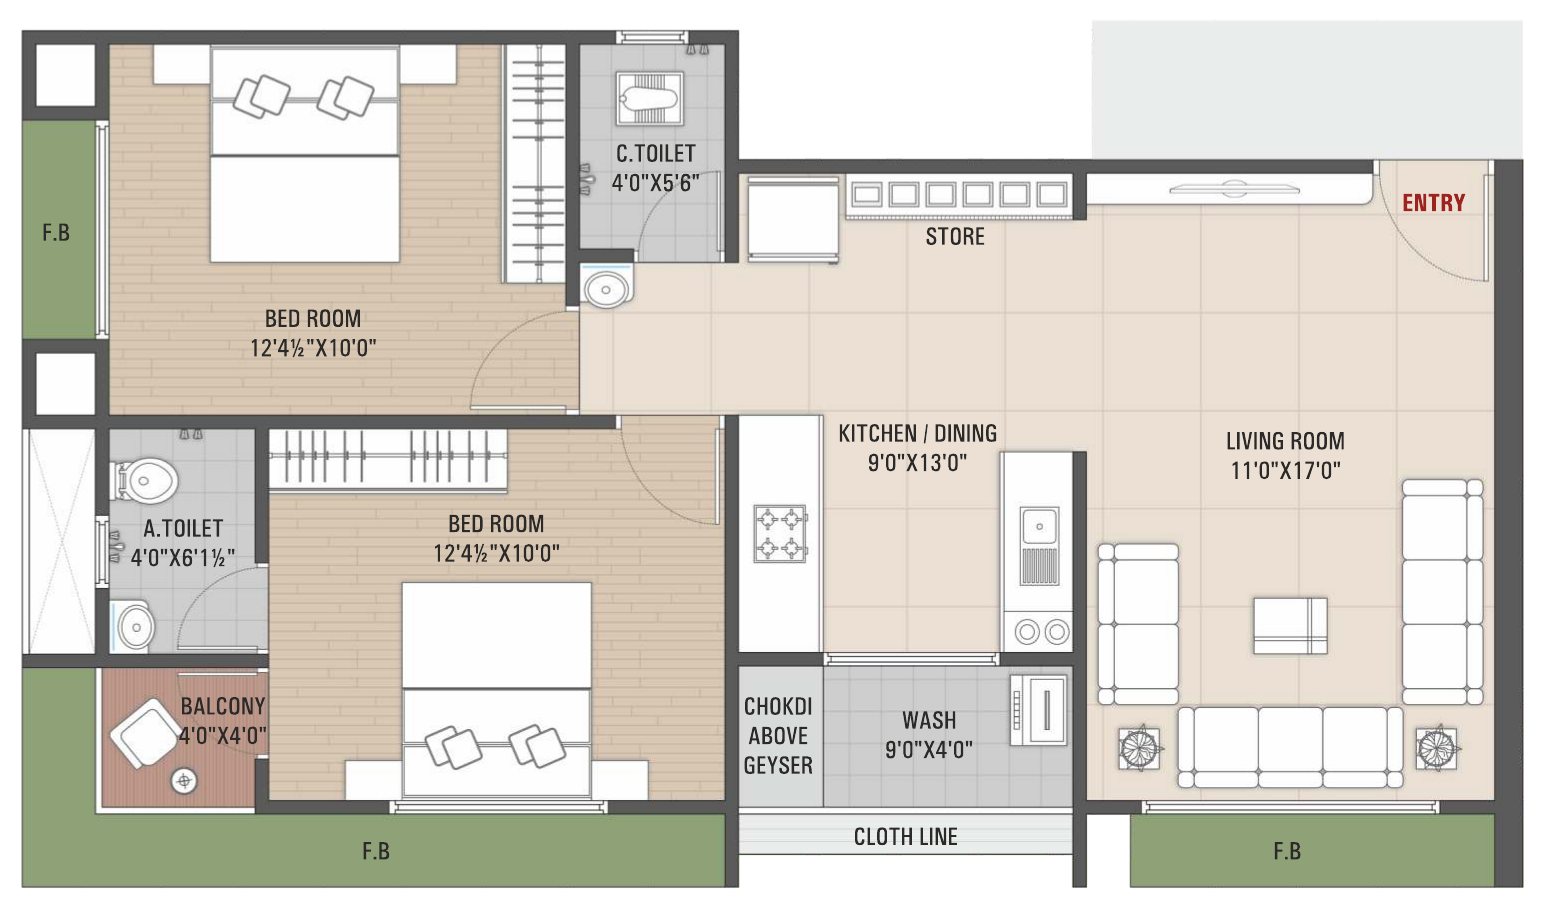 C.TOILET
4'0"X5'6"
ENTRY
STORE
F.B
BED ROOM
12'4½"X10'0"
KITCHEN / DINING
9'0"X13'0"
LIVING ROOM
11'0"X17'0"
A.TOILET
4'0"X6'1½"
BED ROOM
12'4½"X10'0"
BALCONY
4'0"X4'0"
CHOKDI
ABOVE
GEYSER
WASH
9'0"X4'0"
CLOTH LINE
F.B
F.B